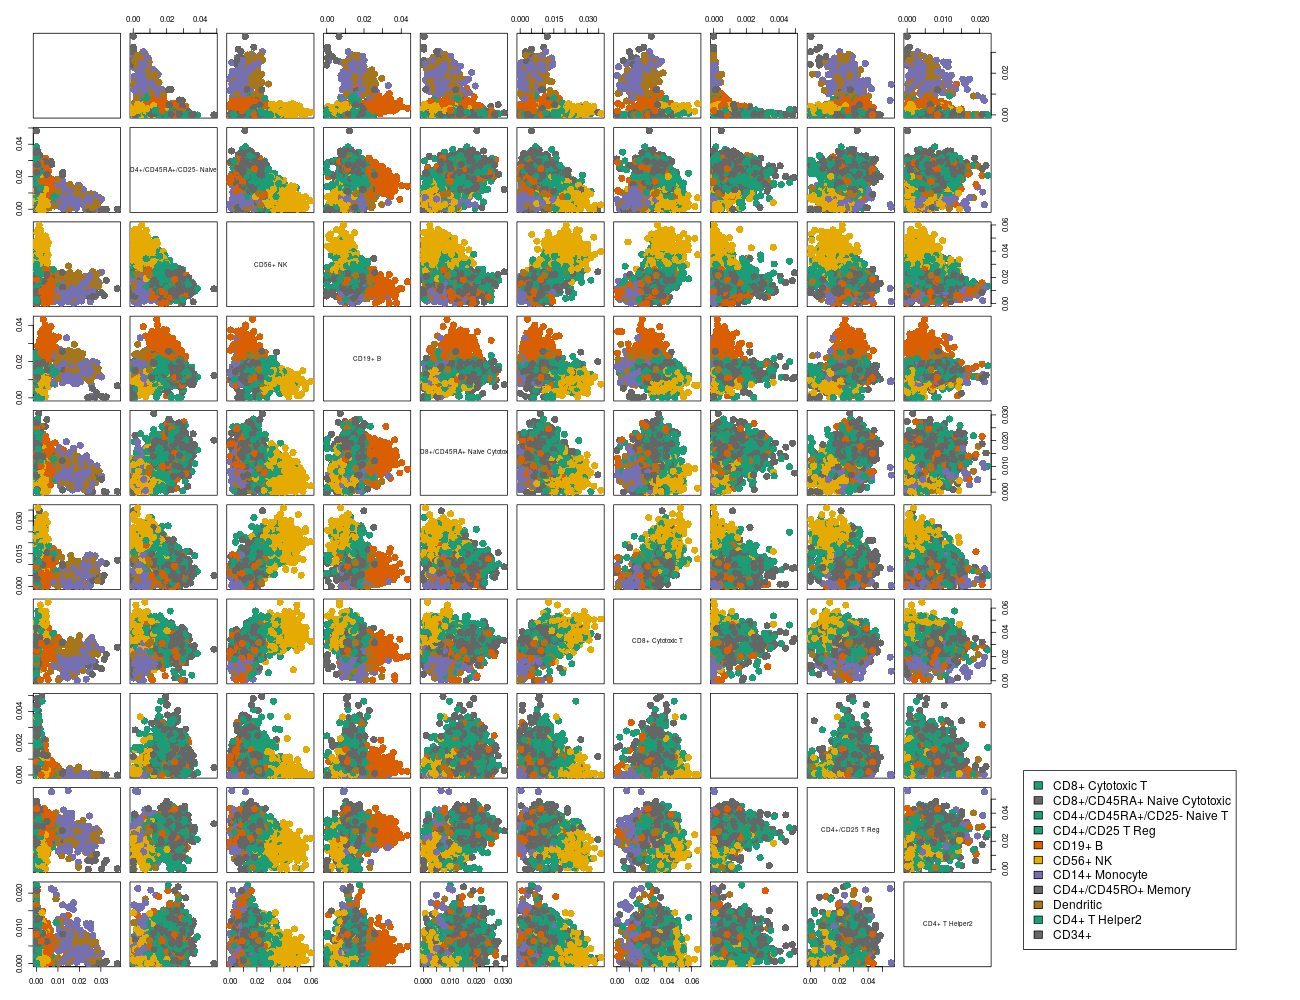 0.00 0.02 0.04 0.00 0.02 0.04 0.000 0.015 0.030 0.000 0.002 0.004 0.000 0.010 0.020
0.00 0.02
0.00 0.02 0.04
D4+/CD45RA+/CD25- Naive
CD56+ NK
0.00 0.02 0.04 0.06
0.00 0.02 0.04
CD19+ B
D8+/CD45RA+ Naive Cytotox
0.000 0.010 0.020 0.030
0.000 0.015 0.030
CD8+ Cytotoxic T
0.00 0.02 0.04 0.06
0.000 0.002 0.004
CD4+/CD25 T Reg
0.00 0.02 0.04
0.000 0.010 0.020
CD4+ T Helper2
0.00 0.01 0.02 0.03 0.00 0.02 0.04 0.06 0.00 0.02 0.04 0.000 0.010 0.020 0.030 0.00 0.02 0.04 0.06 0.00 0.02 0.04
CD8+ Cytotoxic T
CD8+/CD45RA+ Naive Cytotoxic
CD4+/CD45RA+/CD25- Naive T
CD4+/CD25 T Reg
CD19+ B
CD56+ NK
CD14+ Monocyte
CD4+/CD45RO+ Memory
Dendritic
CD4+ T Helper2
CD34+